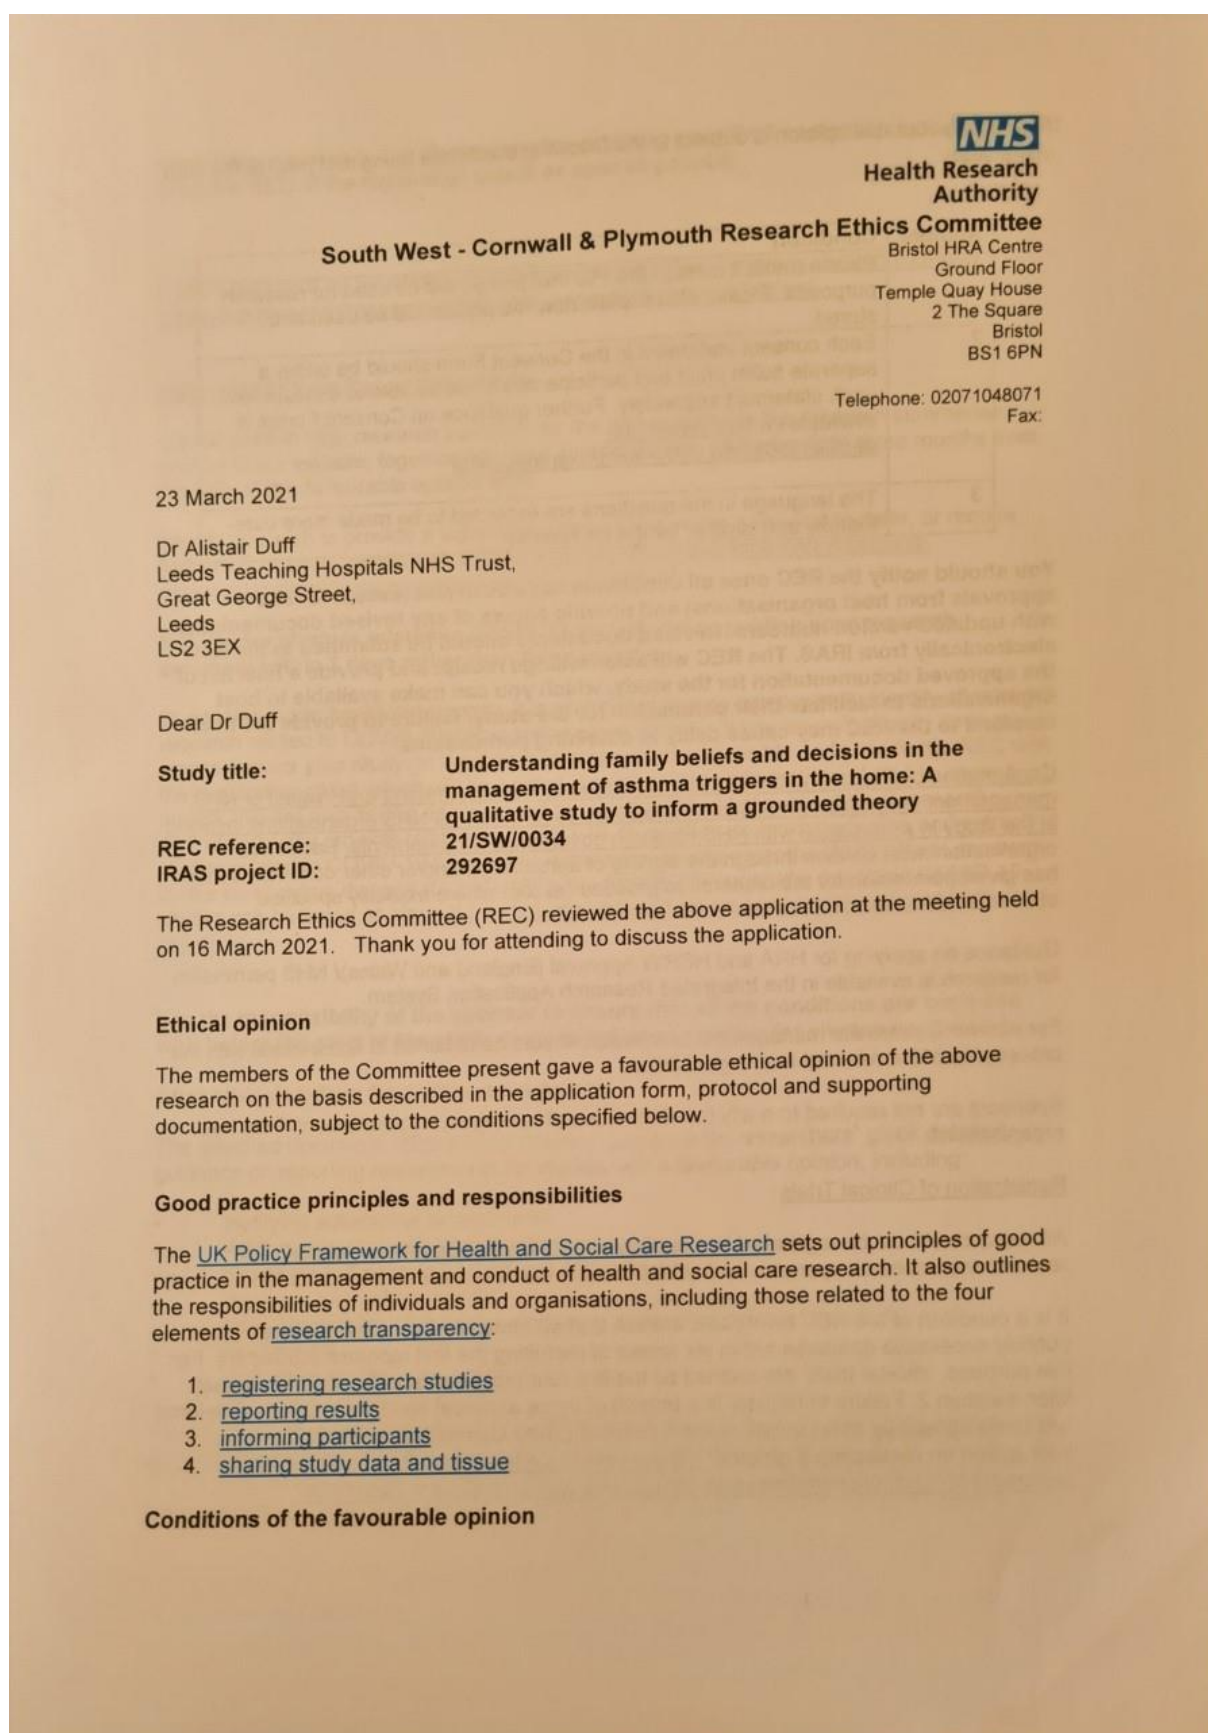 NHS
Health Research
Authority
South West - Cornwall & Plymouth Research Ethics Committee
Bristol HRA Centre
Ground Floor
Temple Quay House
2 The Square
Bristol
BS1 6PN
Telephone: 02071048071
Fax:
23 March 2021
Dr Alistair Duff
Leeds Teaching Hospitals NHS Trust,
Great George Street,
Leeds
LS2 3EX
Dear Dr Duff
Study title: Understanding family beliefs and decisions in the
management of asthma triggers in the home: A
qualitative study to inform a grounded theory
REC reference: 21/SW/0034
IRAS project ID: 292697
The Research Ethics Committee (REC) reviewed the above application at the meeting held
on 16 March 2021. Thank you for attending to discuss the application.
Ethical opinion
The members of the Committee present gave a favourable ethical opinion of the above
research on the basis described in the application form, protocol and supporting
documentation, subject to the conditions specified below.
Good practice principles and responsibilities
The UK Policy Framework for Health and Social Care Research sets out principles of good
practice in the management and conduct of health and social care research. It also outlines
the responsibilities of individuals and organisations, including those related to the four
elements of research transparency:
1. registering research studies
2. reporting results
3. informing participants
4. sharing study data and tissue
Conditions of the favourable opinion